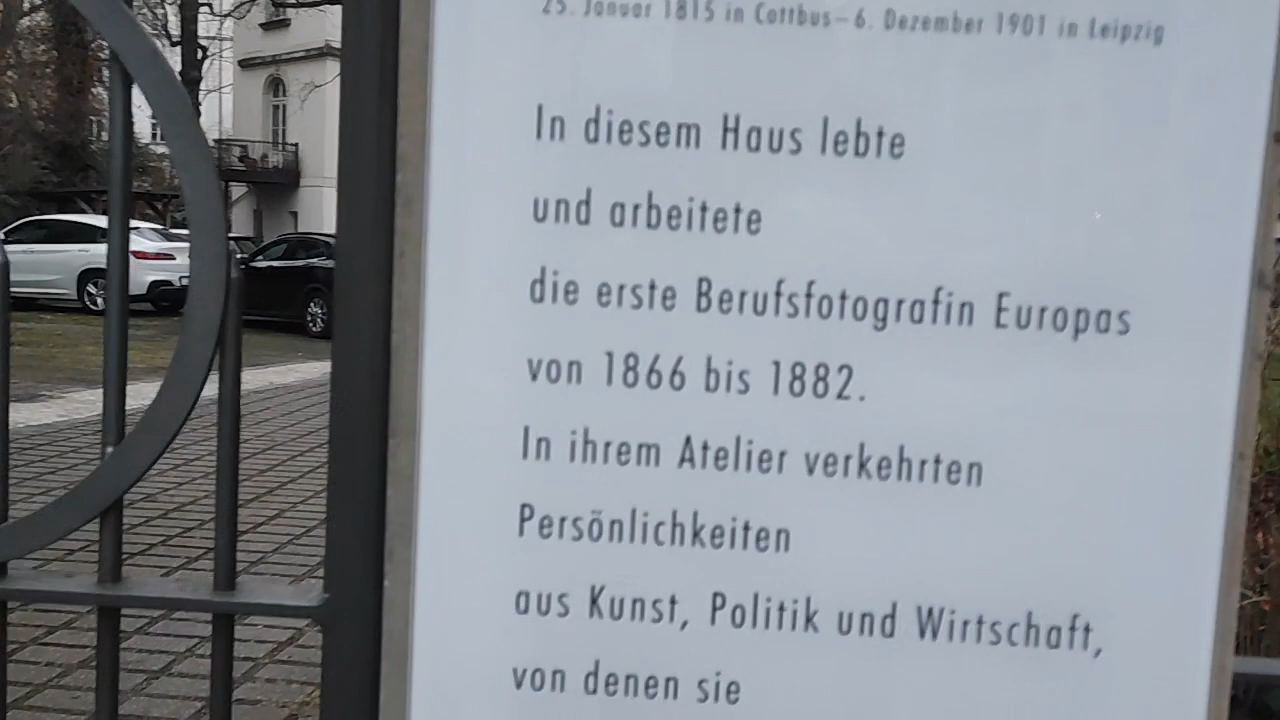 25. Januar 1815 in Cottbus – 6. Dezember 1901 in Leipzig
In diesem Haus lebte
und arbeitete
die erste Berufsfotografin Europas
von 1866 bis 1882.
In ihrem Atelier verkehrten
Persönlichkeiten
aus Kunst, Politik und Wirtschaft,
von denen sie